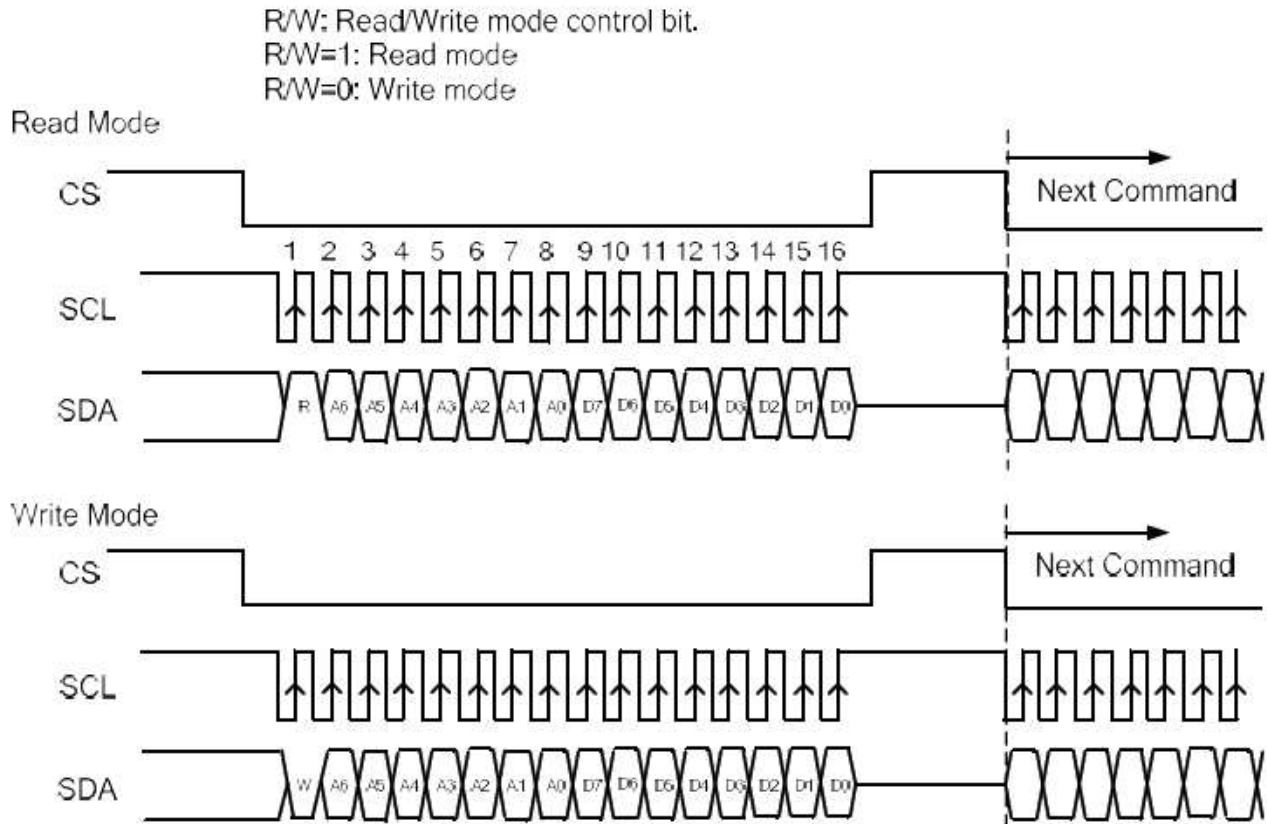 R/W: Read/Write mode control bit.
R/W=1: Read mode
R/W=0: Write mode
Read Mode
CS
Next Command
1 2 3 4 5 6 7 8 9 10 11 12 13 14 15 16
SCL
SDA
R A6 A5 A4 A3 A2 A1 A0 D7 D6 D5 D4 D3 D2 D1 D0
Write Mode
CS
Next Command
SCL
SDA
W A6 A5 A4 A3 A2 A1 A0 D7 D6 D5 D4 D3 D2 D1 D0